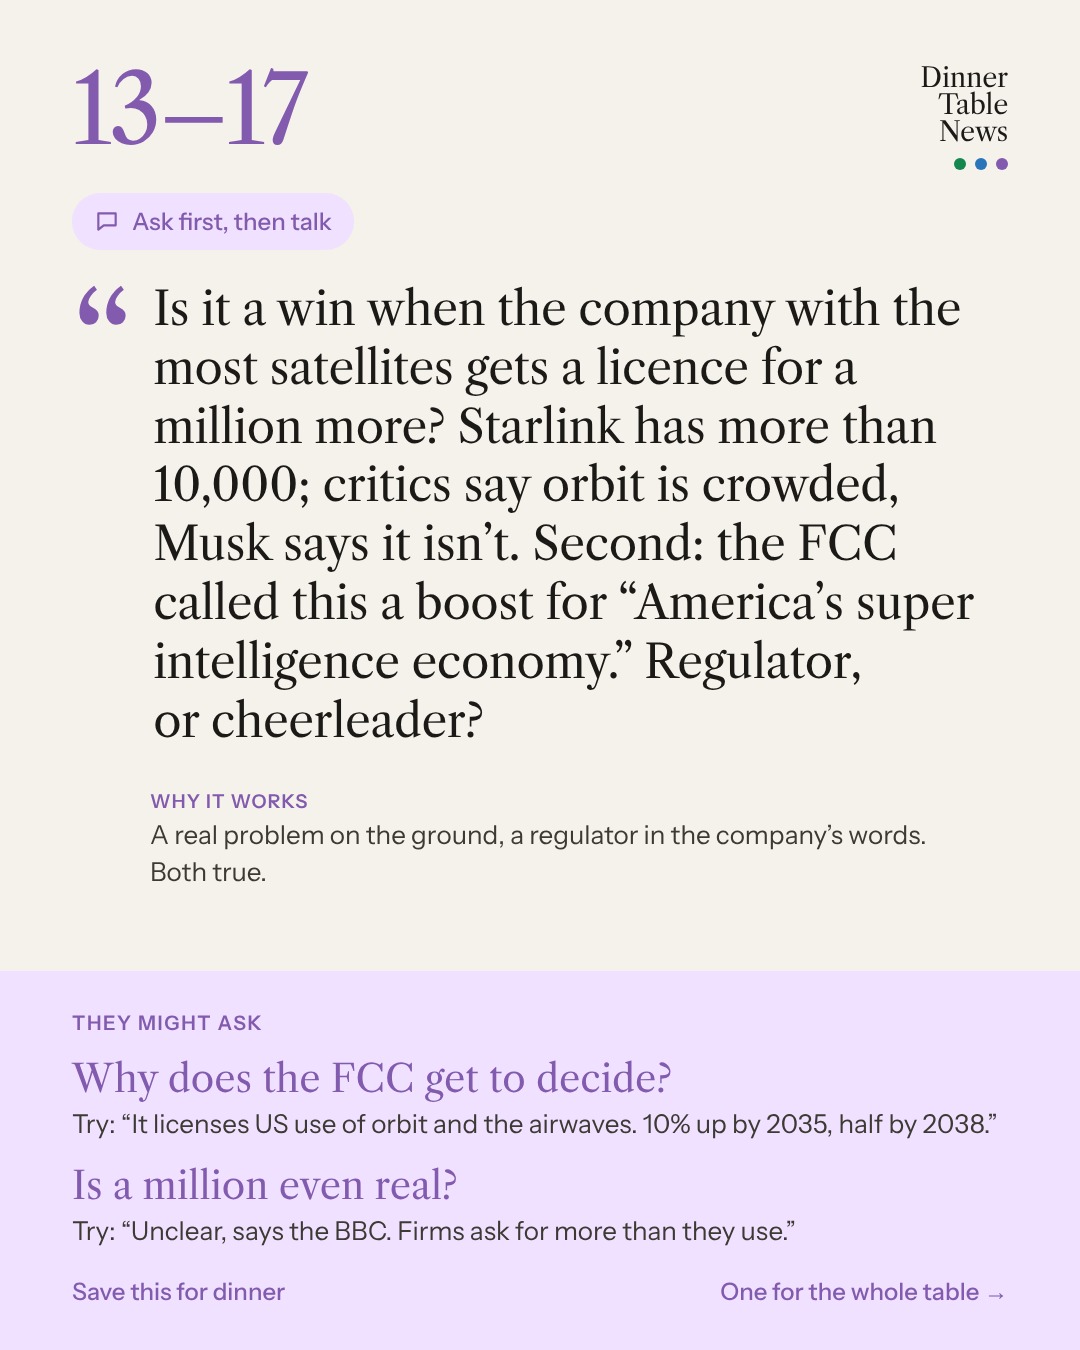 13–17
Dinner
Table
News
Ask first, then talk
“Is it a win when the company with the
most satellites gets a licence for a
million more? Starlink has more than
10,000; critics say orbit is crowded,
Musk says it isn’t. Second: the FCC
called this a boost for “America’s super
intelligence economy.” Regulator,
or cheerleader?
WHY IT WORKS
A real problem on the ground, a regulator in the company’s words.
Both true.
THEY MIGHT ASK
Why does the FCC get to decide?
Try: “It licenses US use of orbit and the airwaves. 10% up by 2035, half by 2038.”
Is a million even real?
Try: “Unclear, says the BBC. Firms ask for more than they use.”
Save this for dinner
One for the whole table →